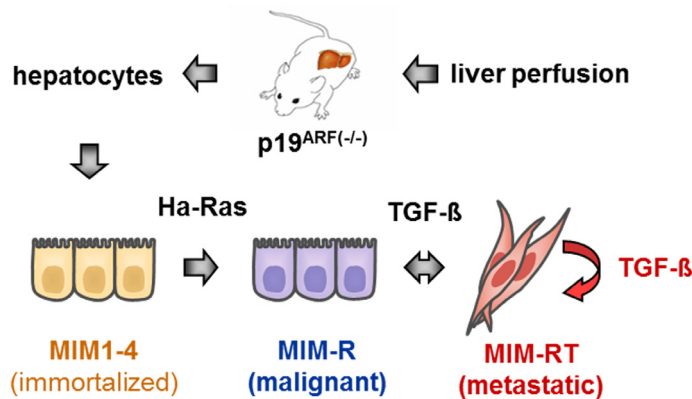 hepatocytes
liver perfusion
p19ARF(-/-)
Ha-Ras
TGF-ß
TGF-ß
MIM1-4
(immortalized)
MIM-R
(malignant)
MIM-RT
(metastatic)